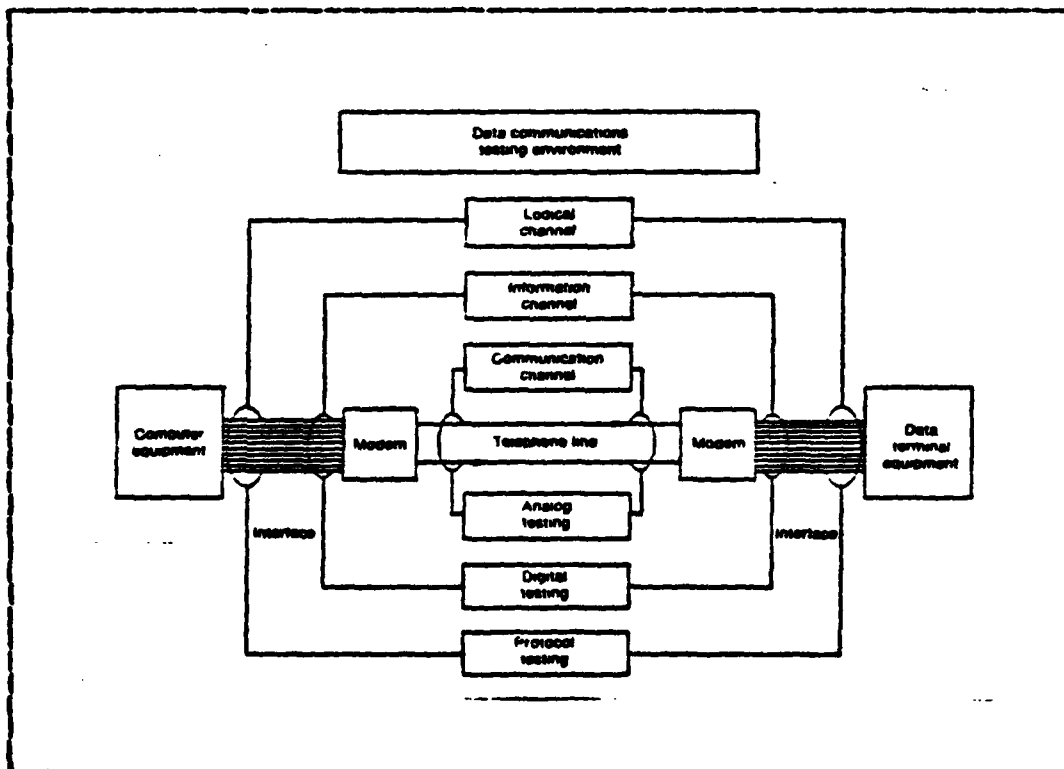 Data communications
testing environment
Logical
channel
Information
channel
Communication
channel
Computer
equipment
Modem
Telephone line
Modem
Data
terminal
equipment
Analog
testing
Interface
Interface
Digital
testing
Protocol
testing